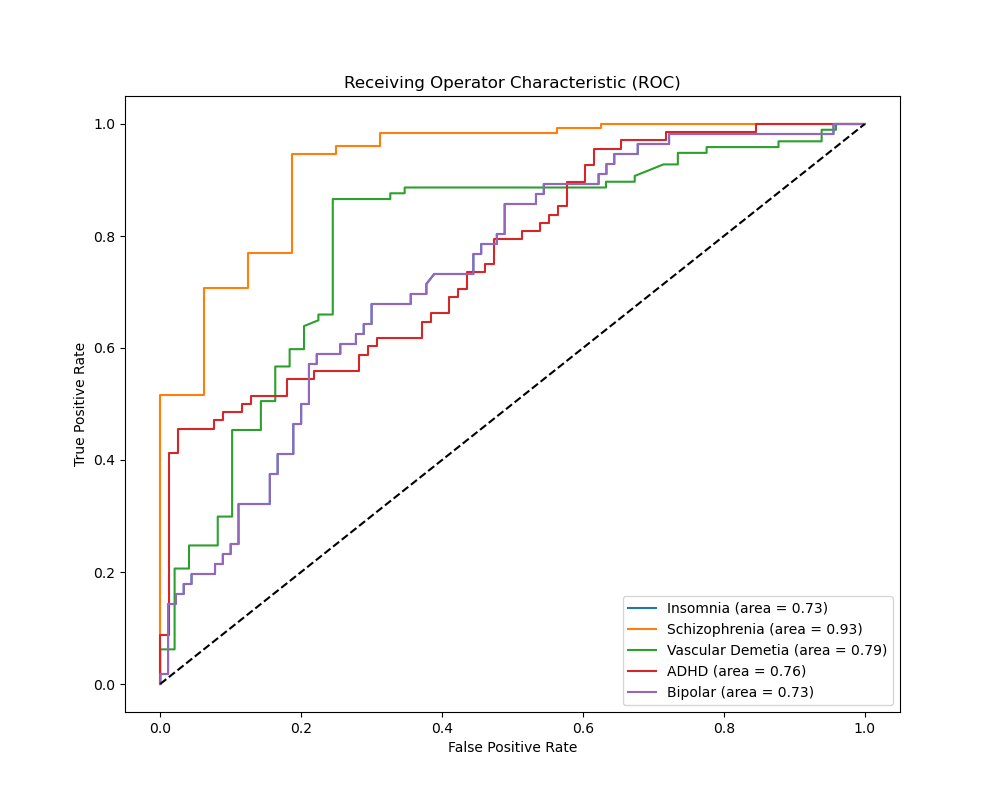 Receiving Operator Characteristic (ROC)
1.0
0.8
0.6
0.4
0.2
0.0
True Positive Rate
0.0 0.2 0.4 0.6 0.8 1.0
False Positive Rate
Insomnia (area = 0.73)
Schizophrenia (area = 0.93)
Vascular Demetia (area = 0.79)
ADHD (area = 0.76)
Bipolar (area = 0.73)